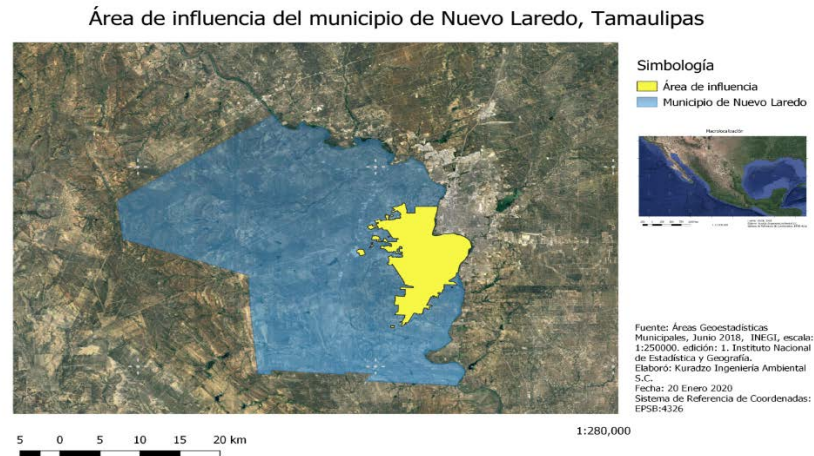 Área de influencia del municipio de Nuevo Laredo, Tamaulipas
Simbología
Área de influencia
Municipio de Nuevo Laredo
Macrolocalización
Fuente: Áreas Geoestadísticas
Municipales, Junio 2018, INEGI, escala:
1:250000. edición: 1. Instituto Nacional
de Estadística y Geografía.
Elaboró: Kuradzo Ingeniería Ambiental
S.C.
Fecha: 20 Enero 2020
Sistema de Referencia de Coordenadas:
EPSB:4326
1:280,000
5 0 5 10 15 20 km